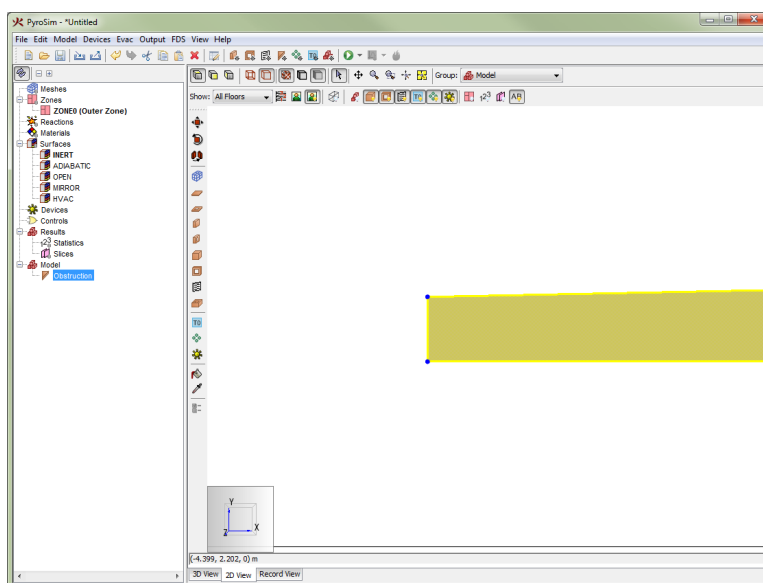 PyroSim - *Untitled
File Edit Model Devices Evac Output FDS View Help
Group: Model
Show: All Floors
Meshes
Zones
ZONE0 (Outer Zone)
Reactions
Materials
Surfaces
INERT
ADIABATIC
OPEN
MIRROR
HVAC
Devices
Controls
Results
Statistics
Slices
Model
Obstruction
T0
Y
X
Z
(-4.399, 2.202, 0) m
3D View 2D View Record View